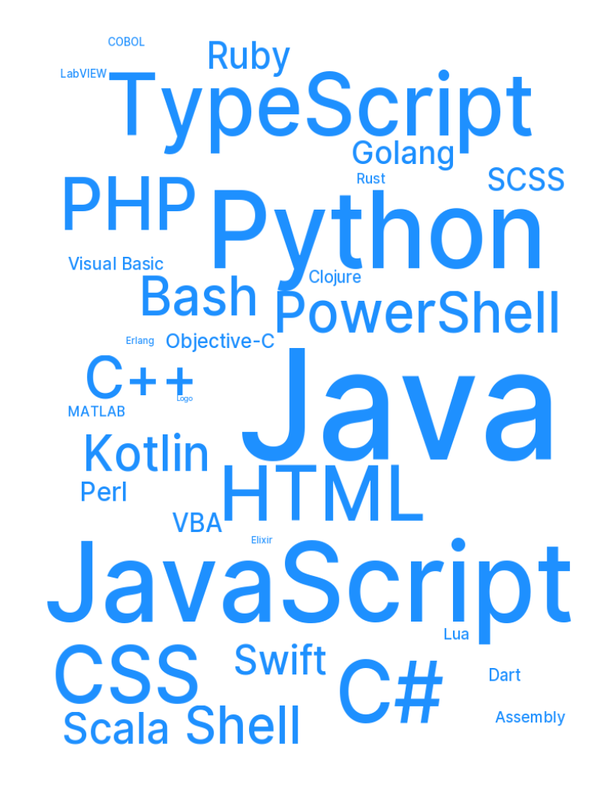 COBOL
Ruby
LabVIEW
TypeScript
Golang
Rust
SCSS
PHP
Python
Visual Basic
Clojure
Bash
PowerShell
Erlang
Objective-C
C++
Logo
MATLAB
Java
Kotlin
Perl
HTML
VBA
Elixir
JavaScript
Lua
CSS
Swift
C#
Dart
Scala
Shell
Assembly